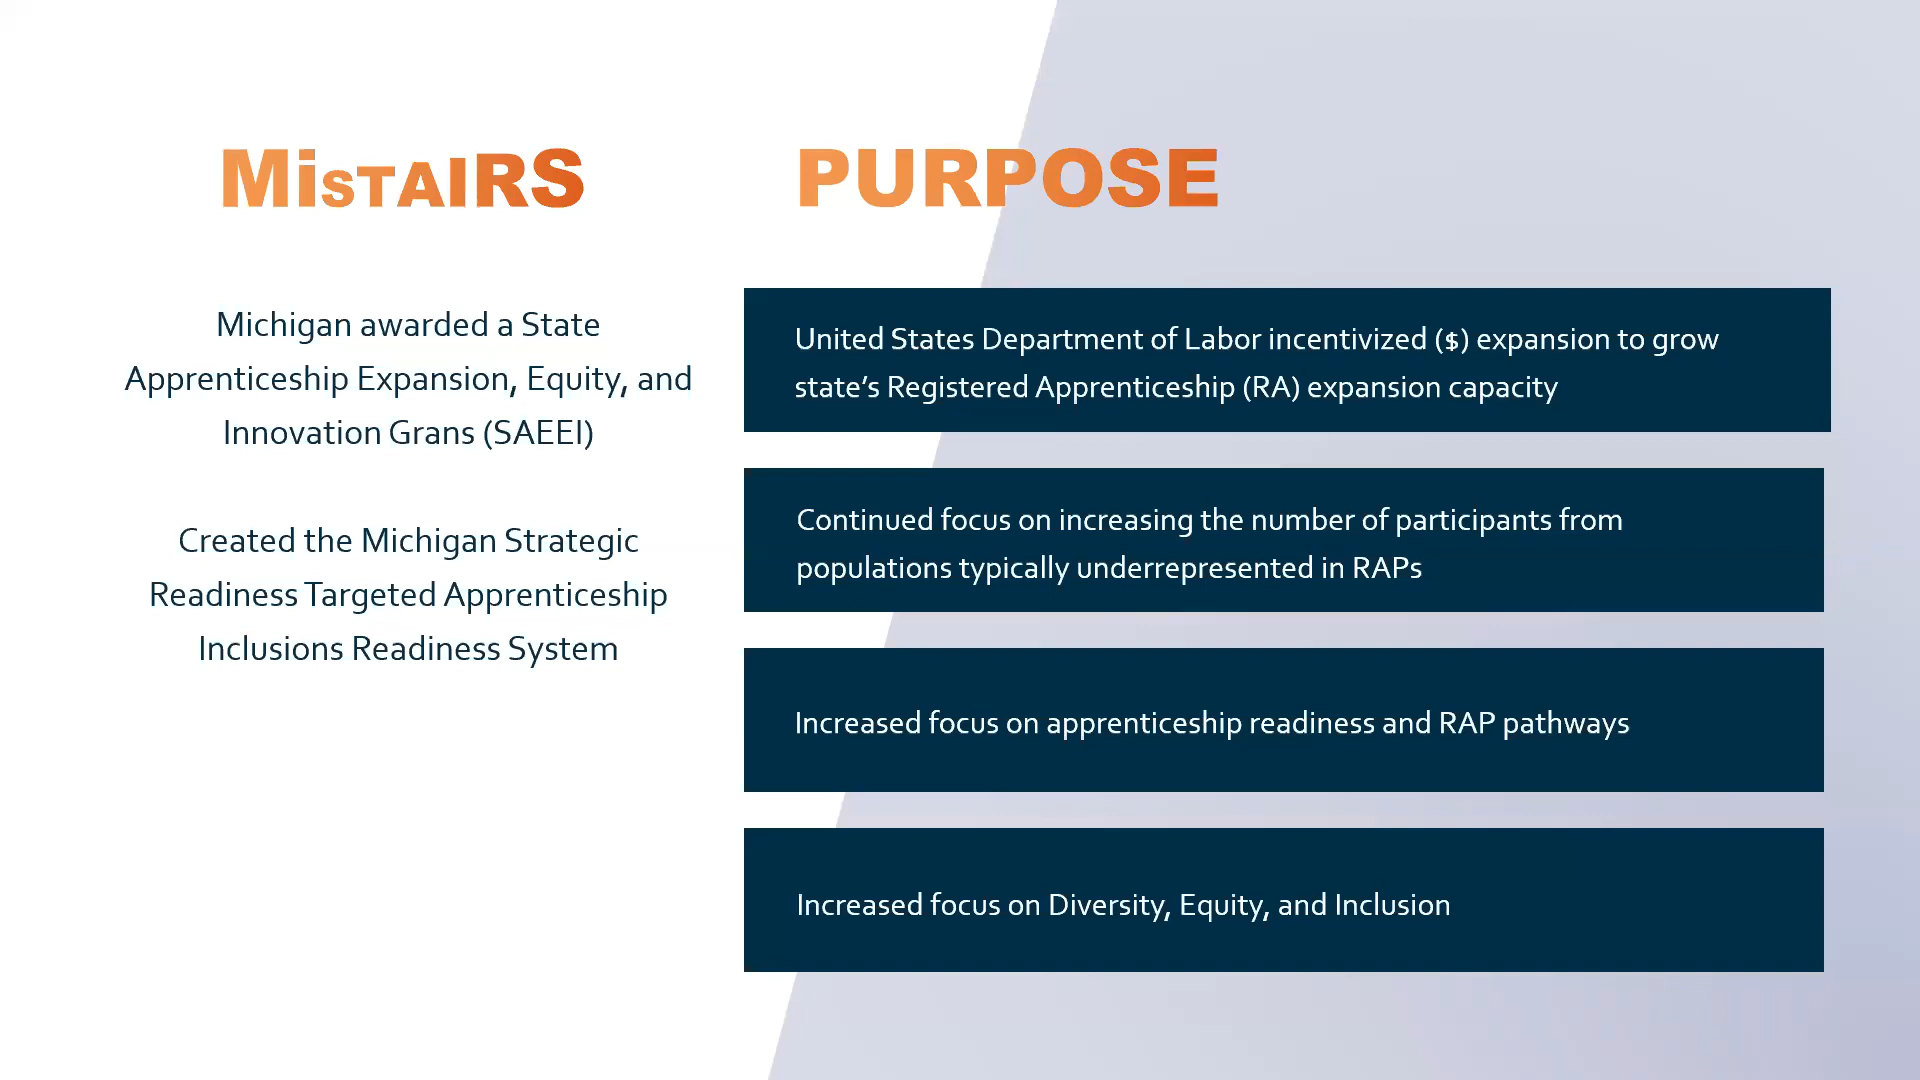 MiSTAIRS
Michigan awarded a State
Apprenticeship Expansion, Equity, and
Innovation Grans (SAEEI)
Created the Michigan Strategic
Readiness Targeted Apprenticeship
Inclusions Readiness System
PURPOSE
United States Department of Labor incentivized ($) expansion to grow
state’s Registered Apprenticeship (RA) expansion capacity
Continued focus on increasing the number of participants from
populations typically underrepresented in RAPs
Increased focus on apprenticeship readiness and RAP pathways
Increased focus on Diversity, Equity, and Inclusion